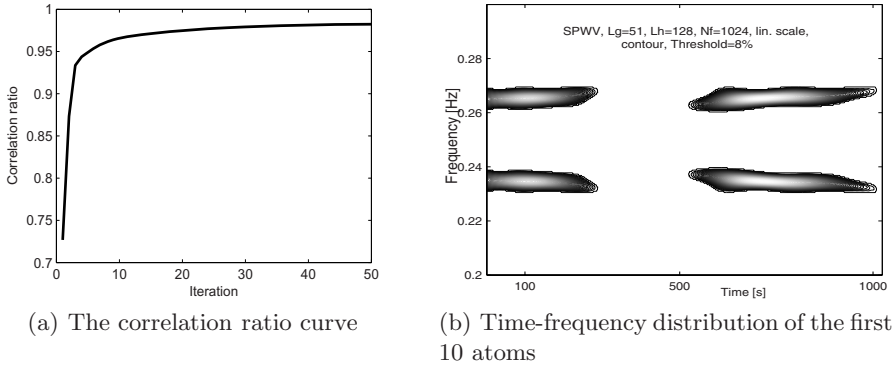 1
0.95
0.9
0.85
0.8
0.75
0.7
Correlation ratio
0 10 20 30 40 50
Iteration
(a) The correlation ratio curve
SPWV, Lg=51, Lh=128, Nf=1024, lin. scale,
contour, Threshold=8%
0.28
0.26
0.24
0.22
0.2
Frequency [Hz]
100 500 1000
Time [s]
(b) Time-frequency distribution of the first
10 atoms